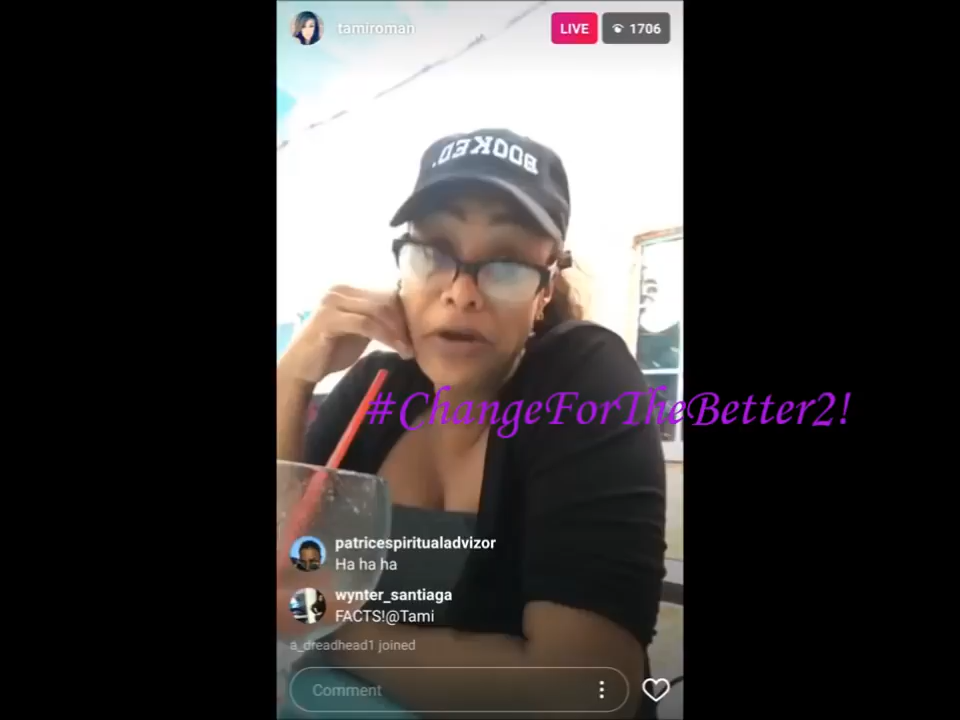 tamiroman
LIVE
1706
BOOKED.
#ChangeForTheBetter2!
patricespiritualadvizor
Ha ha ha
wynter_santiaga
FACTS!@Tami
a_dreadhead1 joined
Comment